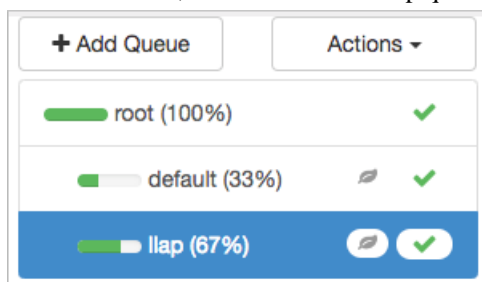 + Add Queue
Actions
root (100%)
default (33%)
llap (67%)